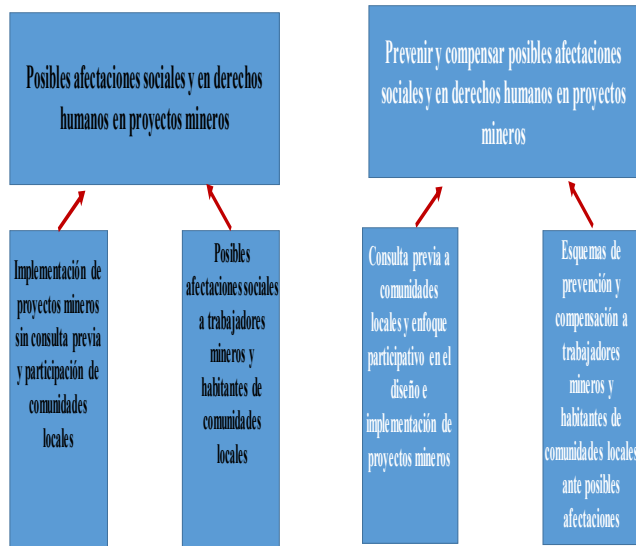 Posibles afectaciones sociales y en derechos
humanos en proyectos mineros
Prevenir y compensar posibles afectaciones
sociales y en derechos humanos en proyectos
mineros
Implementación de
proyectos mineros
sin consulta previa
y participación de
comunidades
locales
Posibles
afectaciones sociales
a trabajadores
mineros y
habitantes de
comunidades
locales
Consulta previa a
comunidades
locales y enfoque
participativo en el
diseño e
implementación de
proyectos mineros
Esquemas de
prevención y
compensación a
trabajadores
mineros y
habitantes de
comunidades locales
ante posibles
afectaciones